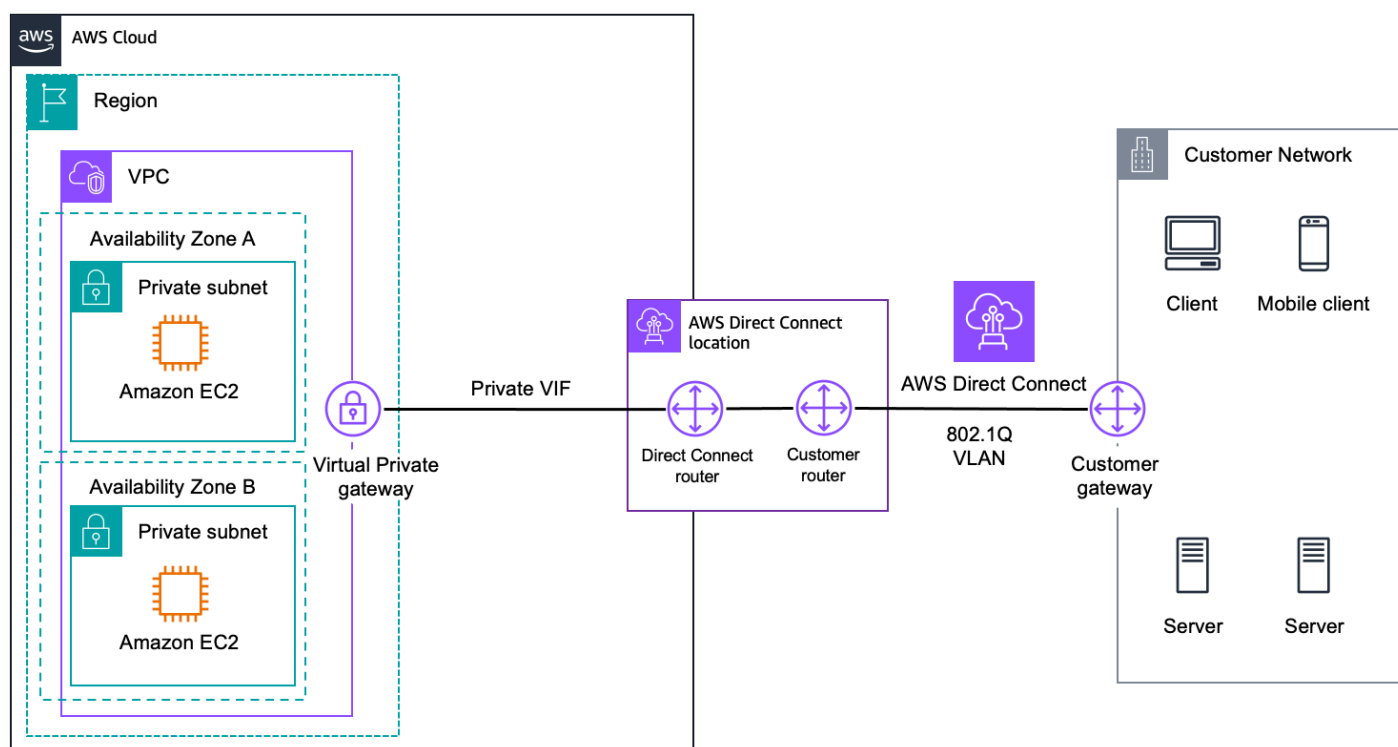 aws
AWS Cloud
Region
VPC
Availability Zone A
Private subnet
Amazon EC2
Virtual Private
gateway
Availability Zone B
Private subnet
Amazon EC2
Private VIF
AWS Direct Connect
location
Direct Connect
router
Customer
router
AWS Direct Connect
802.1Q
VLAN
Customer
gateway
Customer Network
Client
Mobile client
Server
Server